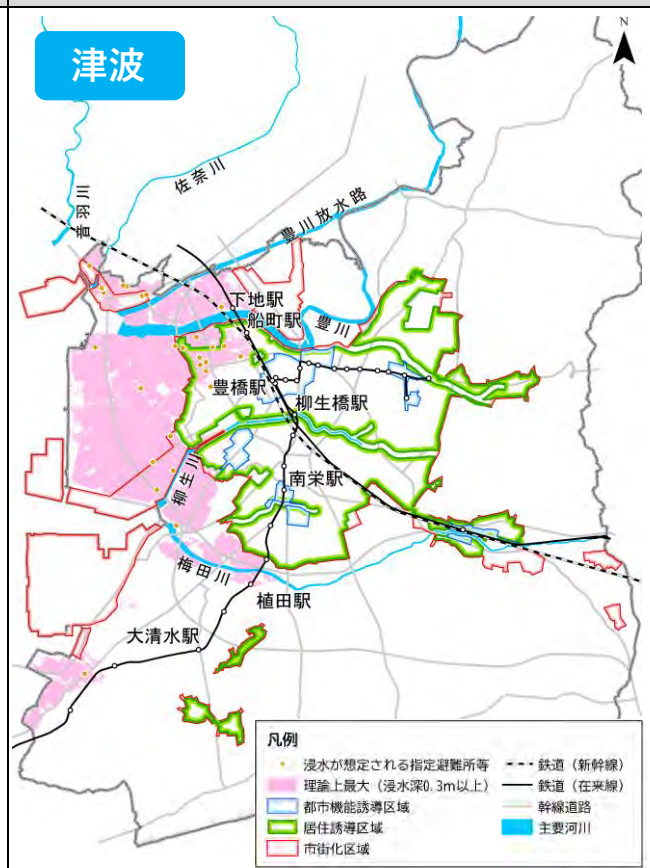 津波
N
佐奈川
音羽川
豊川放水路
下地駅
船町駅
豊川
豊橋駅
柳生橋駅
柳生川
南栄駅
梅田川
植田駅
大清水駅
凡例
浸水が想定される指定避難所等
鉄道（新幹線）
理論上最大（浸水深0.3m以上）
鉄道（在来線）
都市機能誘導区域
幹線道路
居住誘導区域
主要河川
市街化区域